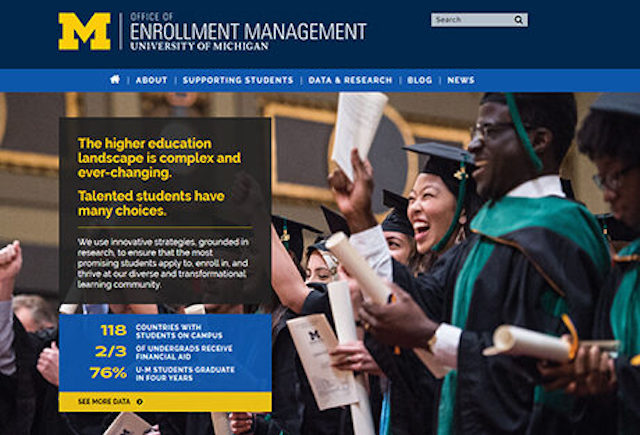 M
OFFICE OF
ENROLLMENT MANAGEMENT
UNIVERSITY OF MICHIGAN
Search
ABOUT | SUPPORTING STUDENTS | DATA & RESEARCH | BLOG | NEWS
The higher education
landscape is complex and
ever-changing.
Talented students have
many choices.
We use innovative strategies, grounded in
research, to ensure that the most
promising students apply to, enroll in, and
thrive at our diverse and transformational
learning community.
118 COUNTRIES WITH
STUDENTS ON CAMPUS
2/3 OF UNDERGRADS RECEIVE
FINANCIAL AID
76% U-M STUDENTS GRADUATE
IN FOUR YEARS
SEE MORE DATA
M